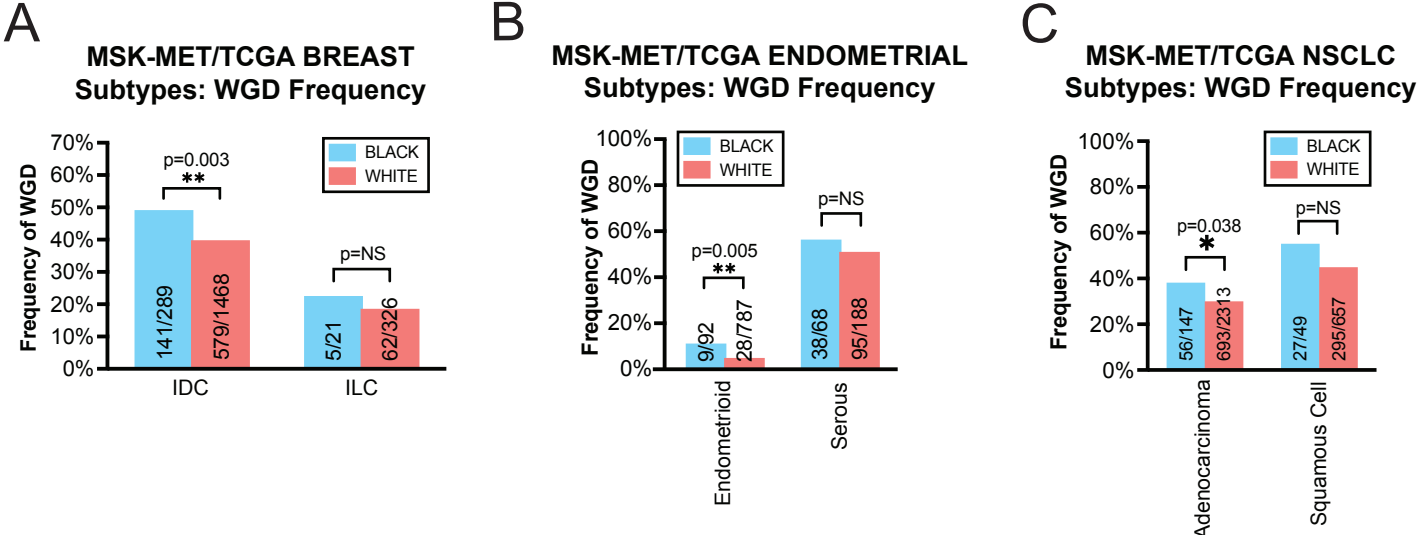 A
MSK-MET/TCGA BREAST
Subtypes: WGD Frequency
Frequency of WGD
70%
60%
50%
40%
30%
20%
10%
0%
BLACK
WHITE
p=0.003
**
p=NS
141/289
579/1468
5/21
62/326
IDC
ILC
B
MSK-MET/TCGA ENDOMETRIAL
Subtypes: WGD Frequency
Frequency of WGD
100%
80%
60%
40%
20%
0%
BLACK
WHITE
p=0.005
**
p=NS
9/92
28/787
38/68
95/188
Endometrioid
Serous
C
MSK-MET/TCGA NSCLC
Subtypes: WGD Frequency
Frequency of WGD
100%
80%
60%
40%
20%
0%
BLACK
WHITE
p=0.038
*
p=NS
56/147
693/2313
27/49
295/657
Adenocarcinoma
Squamous Cell